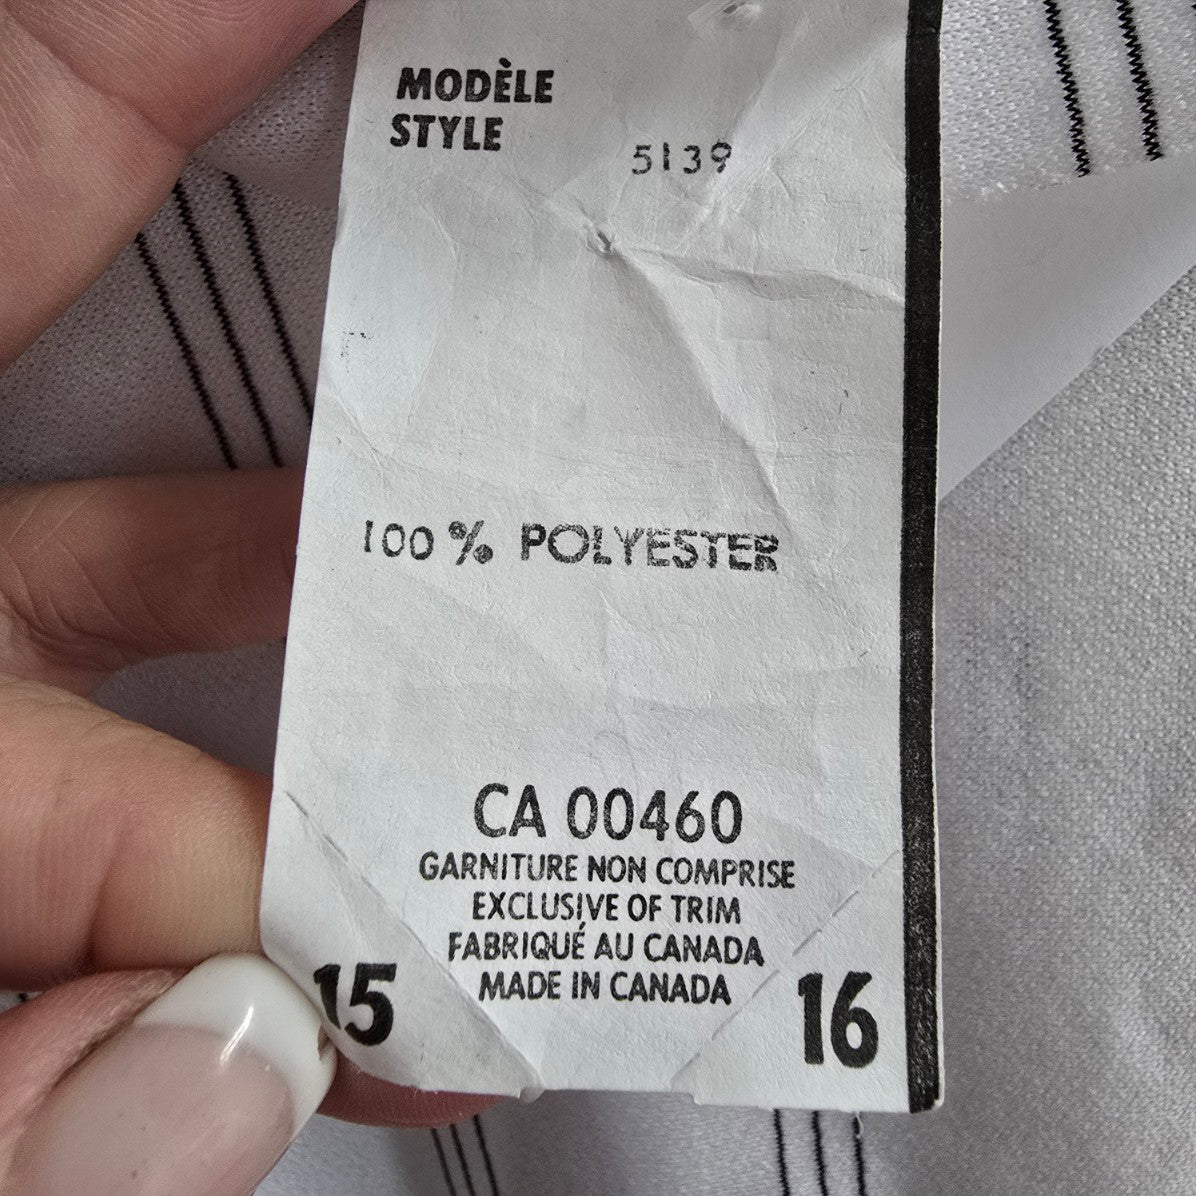 MODÈLE
STYLE
5139
100% POLYESTER
CA 00460
GARNITURE NON COMPRISE
EXCLUSIVE OF TRIM
FABRIQUÉ AU CANADA
MADE IN CANADA
15
16